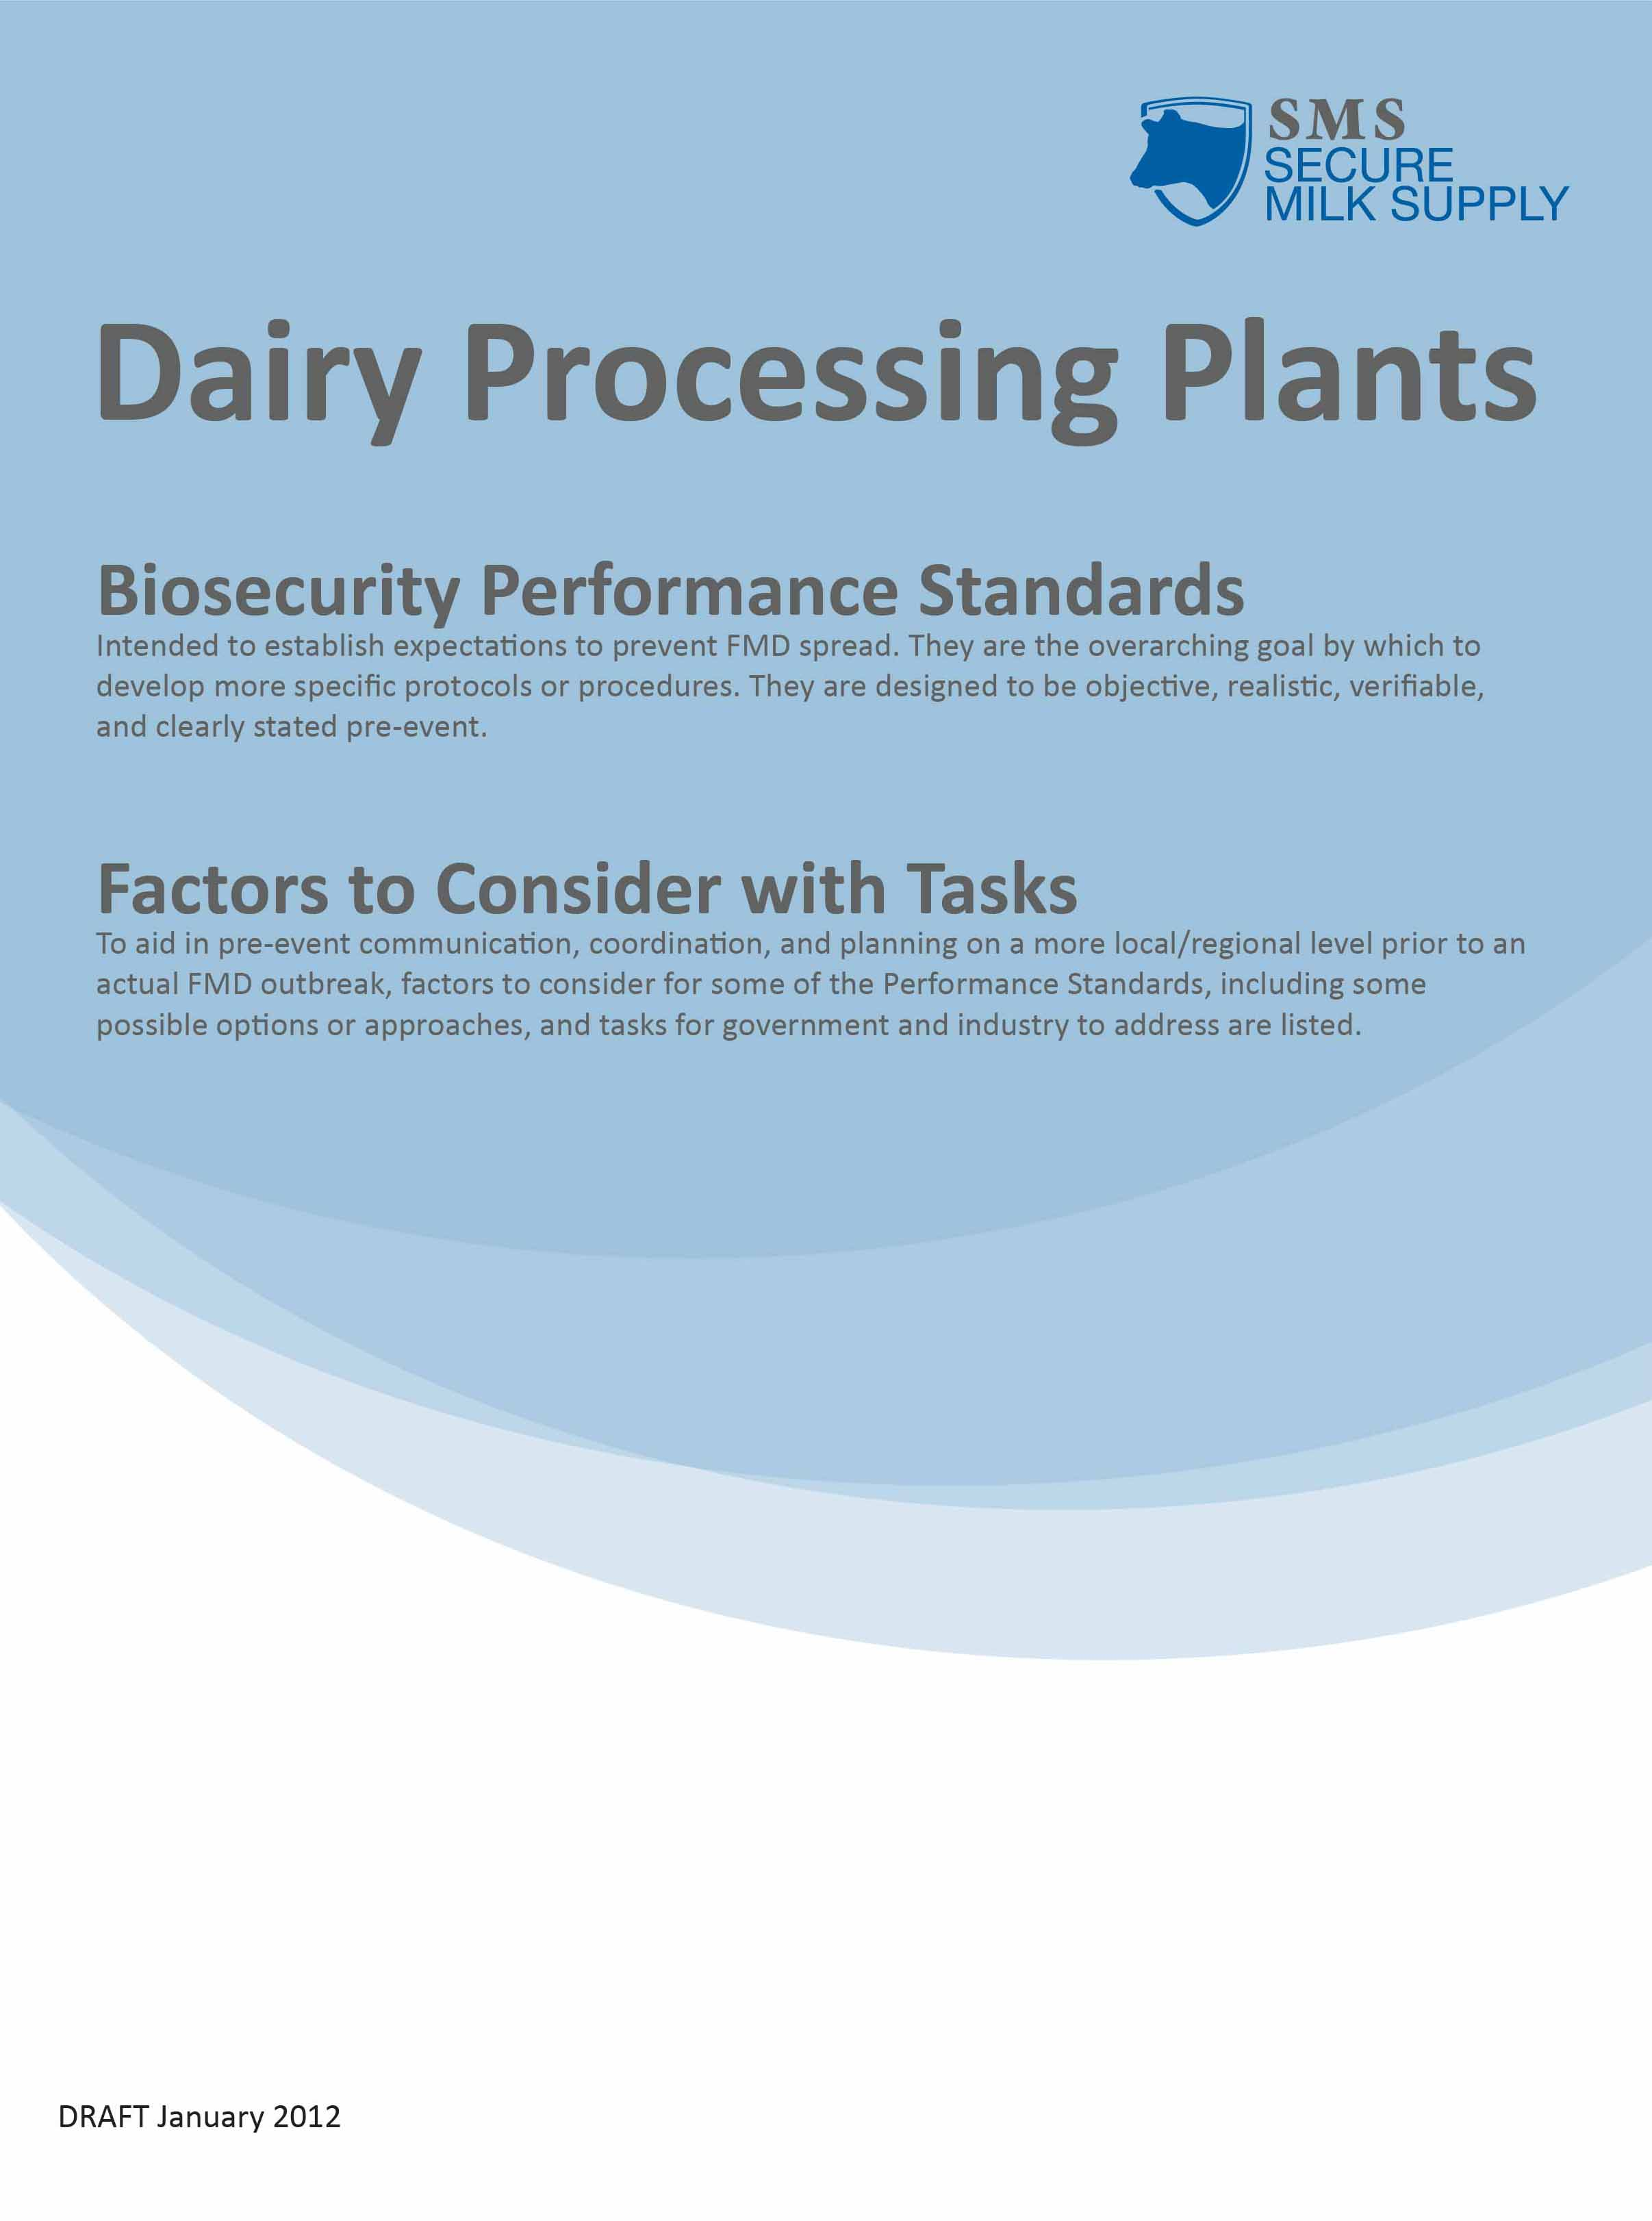 SMS
SECURE
MILK SUPPLY
Dairy Processing Plants
Biosecurity Performance Standards
Intended to establish expectations to prevent FMD spread. They are the overarching goal by which to
develop more specific protocols or procedures. They are designed to be objective, realistic, verifiable,
and clearly stated pre-event.
Factors to Consider with Tasks
To aid in pre-event communication, coordination, and planning on a more local/regional level prior to an
actual FMD outbreak, factors to consider for some of the Performance Standards, including some
possible options or approaches, and tasks for government and industry to address are listed.
DRAFT January 2012